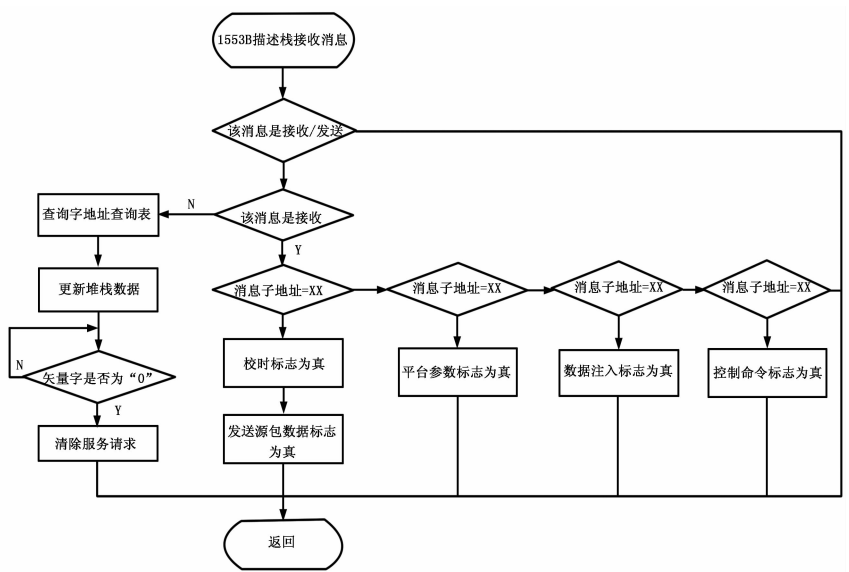 1553B描述栈接收消息
该消息是接收/发送
N
查询字地址查询表
该消息是接收
Y
更新堆栈数据
消息子地址=XX
消息子地址=XX
消息子地址=XX
消息子地址=XX
N
矢量字是否为“0”
校时标志为真
平台参数标志为真
数据注入标志为真
控制命令标志为真
Y
清除服务请求
发送源包数据标志
为真
返回